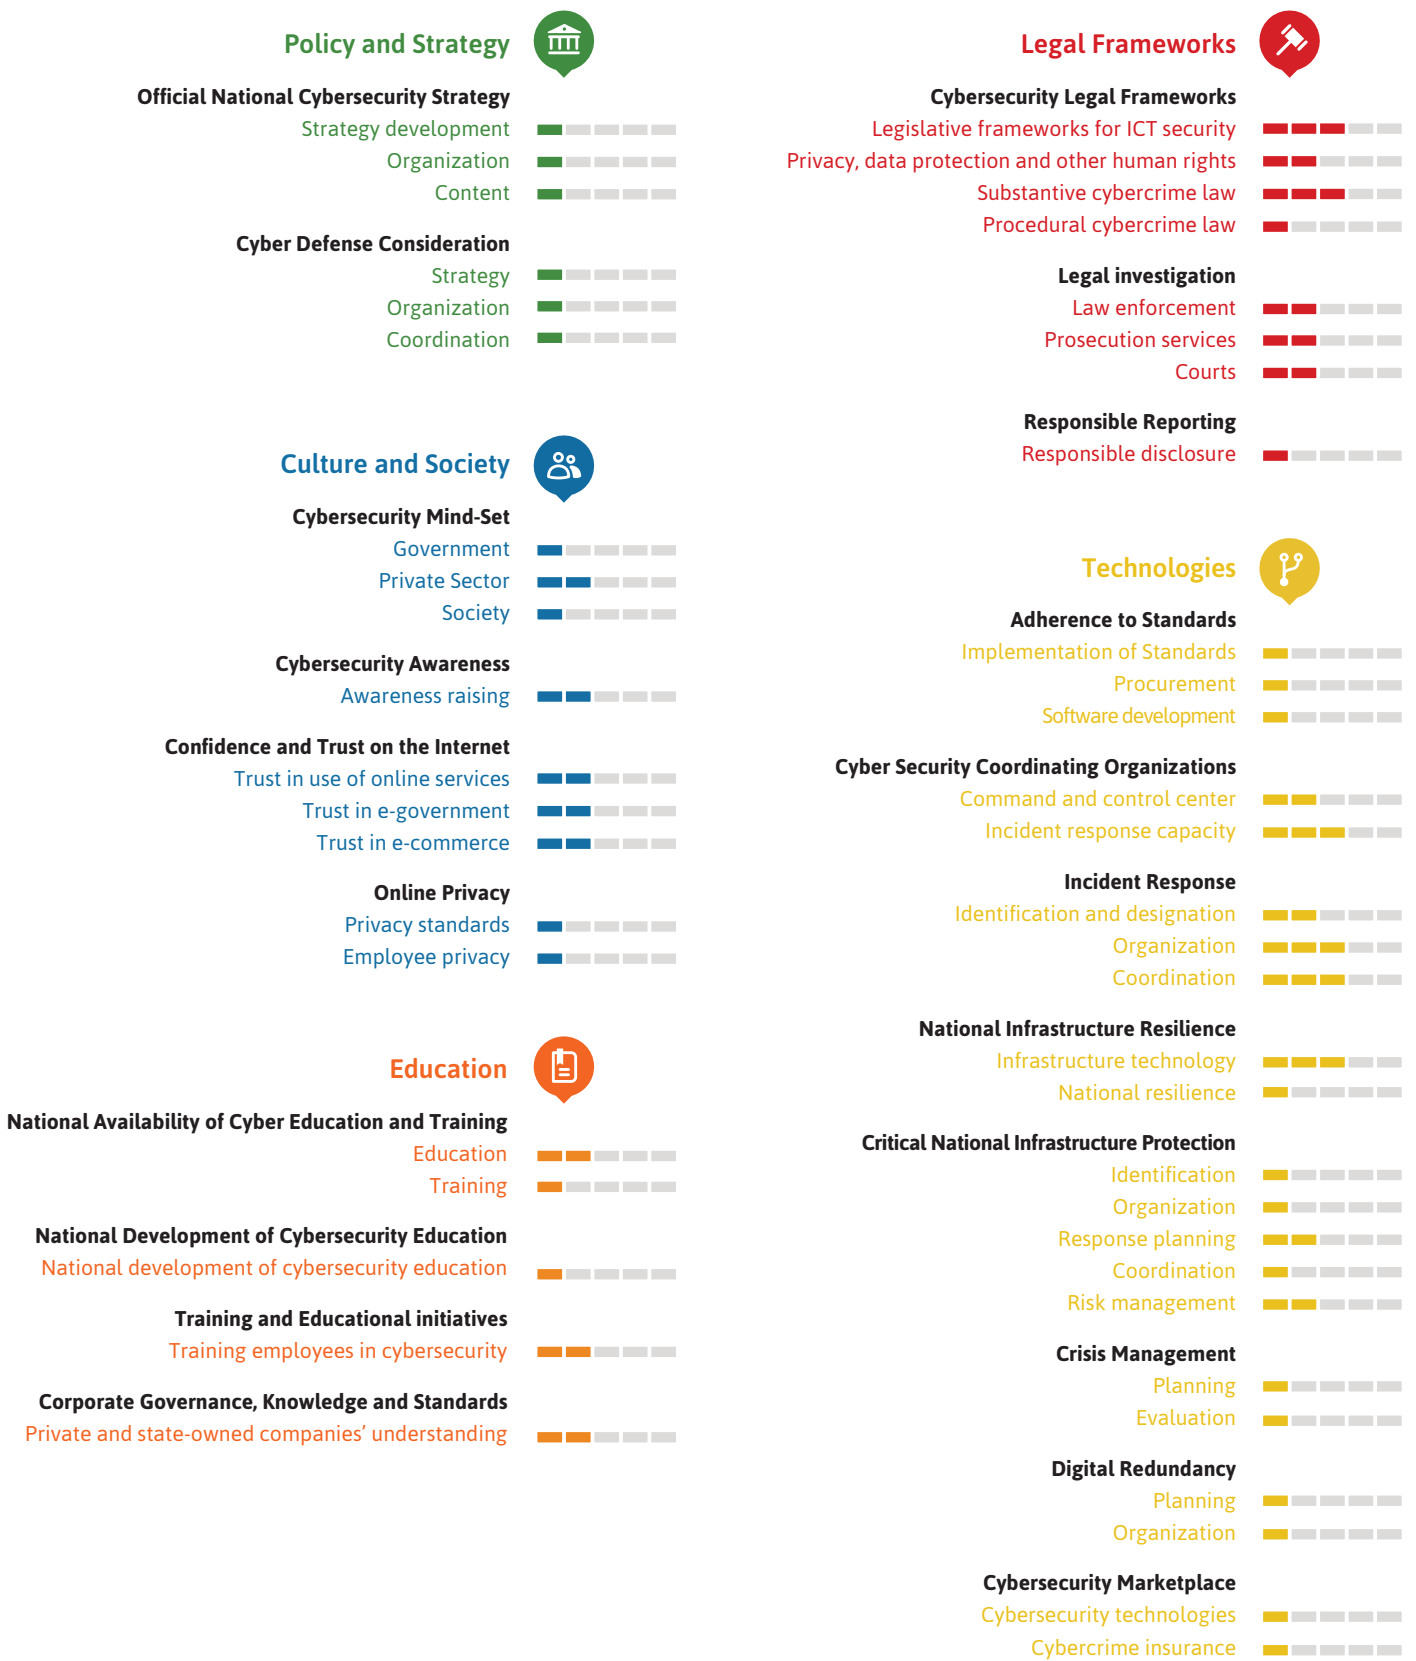 Policy and Strategy
Official National Cybersecurity Strategy
Strategy development
Organization
Content
Cyber Defense Consideration
Strategy
Organization
Coordination
Culture and Society
Cybersecurity Mind-Set
Government
Private Sector
Society
Cybersecurity Awareness
Awareness raising
Confidence and Trust on the Internet
Trust in use of online services
Trust in e-government
Trust in e-commerce
Online Privacy
Privacy standards
Employee privacy
Education
National Availability of Cyber Education and Training
Education
Training
National Development of Cybersecurity Education
National development of cybersecurity education
Training and Educational initiatives
Training employees in cybersecurity
Corporate Governance, Knowledge and Standards
Private and state-owned companies’ understanding
Legal Frameworks
Cybersecurity Legal Frameworks
Legislative frameworks for ICT security
Privacy, data protection and other human rights
Substantive cybercrime law
Procedural cybercrime law
Legal investigation
Law enforcement
Prosecution services
Courts
Responsible Reporting
Responsible disclosure
Technologies
Adherence to Standards
Implementation of Standards
Procurement
Software development
Cyber Security Coordinating Organizations
Command and control center
Incident response capacity
Incident Response
Identification and designation
Organization
Coordination
National Infrastructure Resilience
Infrastructure technology
National resilience
Critical National Infrastructure Protection
Identification
Organization
Response planning
Coordination
Risk management
Crisis Management
Planning
Evaluation
Digital Redundancy
Planning
Organization
Cybersecurity Marketplace
Cybersecurity technologies
Cybercrime insurance